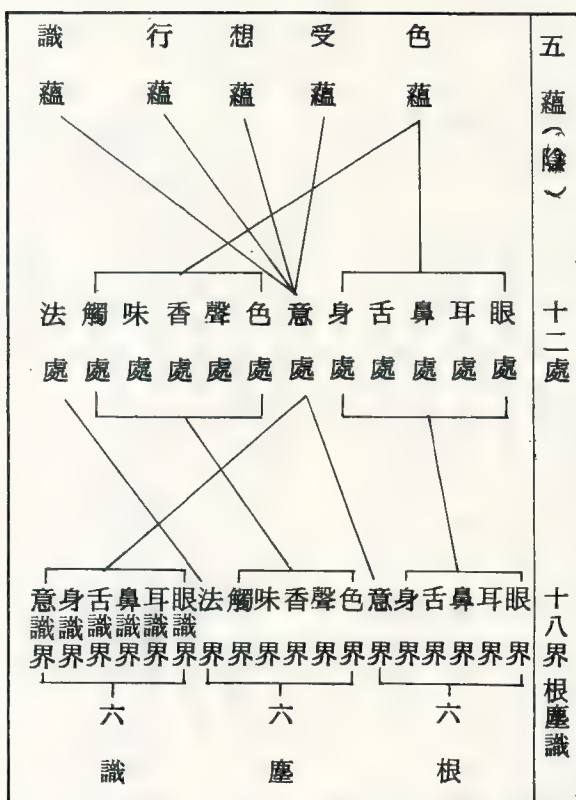 五蘊（陰）
色蘊
受蘊
想蘊
行蘊
識蘊
十二處
眼處
耳處
鼻處
舌處
身處
意處
色處
聲處
香處
味處
觸處
法處
十八界根塵識
眼界
耳界
鼻界
舌界
身界
意界
色界
聲界
香界
味界
觸界
法界
眼識界
耳識界
鼻識界
舌識界
身識界
意識界
六根
六塵
六識